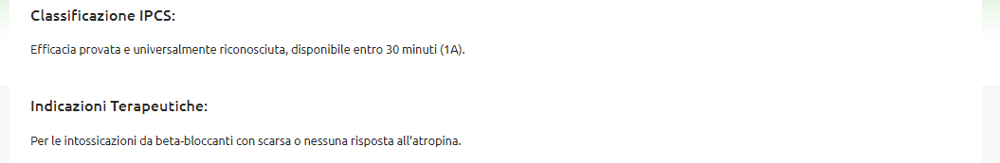 Classificazione IPCS:
Efficacia provata e universalmente riconosciuta, disponibile entro 30 minuti (1A).
Indicazioni Terapeutiche:
Per le intossicazioni da beta-bloccanti con scarsa o nessuna risposta all’atropina.